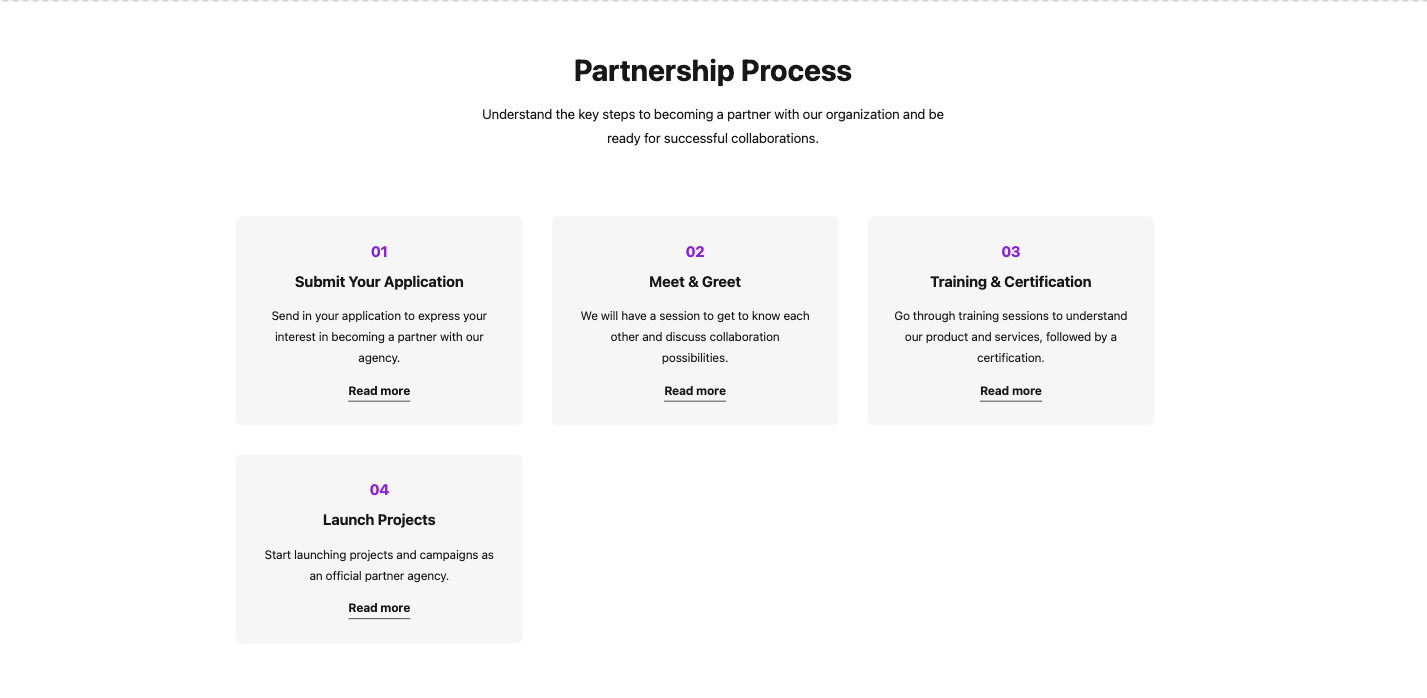 Partnership Process
Understand the key steps to becoming a partner with our organization and be
ready for successful collaborations.
01
Submit Your Application
Send in your application to express your
interest in becoming a partner with our
agency.
Read more
02
Meet & Greet
We will have a session to get to know each
other and discuss collaboration
possibilities.
Read more
03
Training & Certification
Go through training sessions to understand
our product and services, followed by a
certification.
Read more
04
Launch Projects
Start launching projects and campaigns as
an official partner agency.
Read more